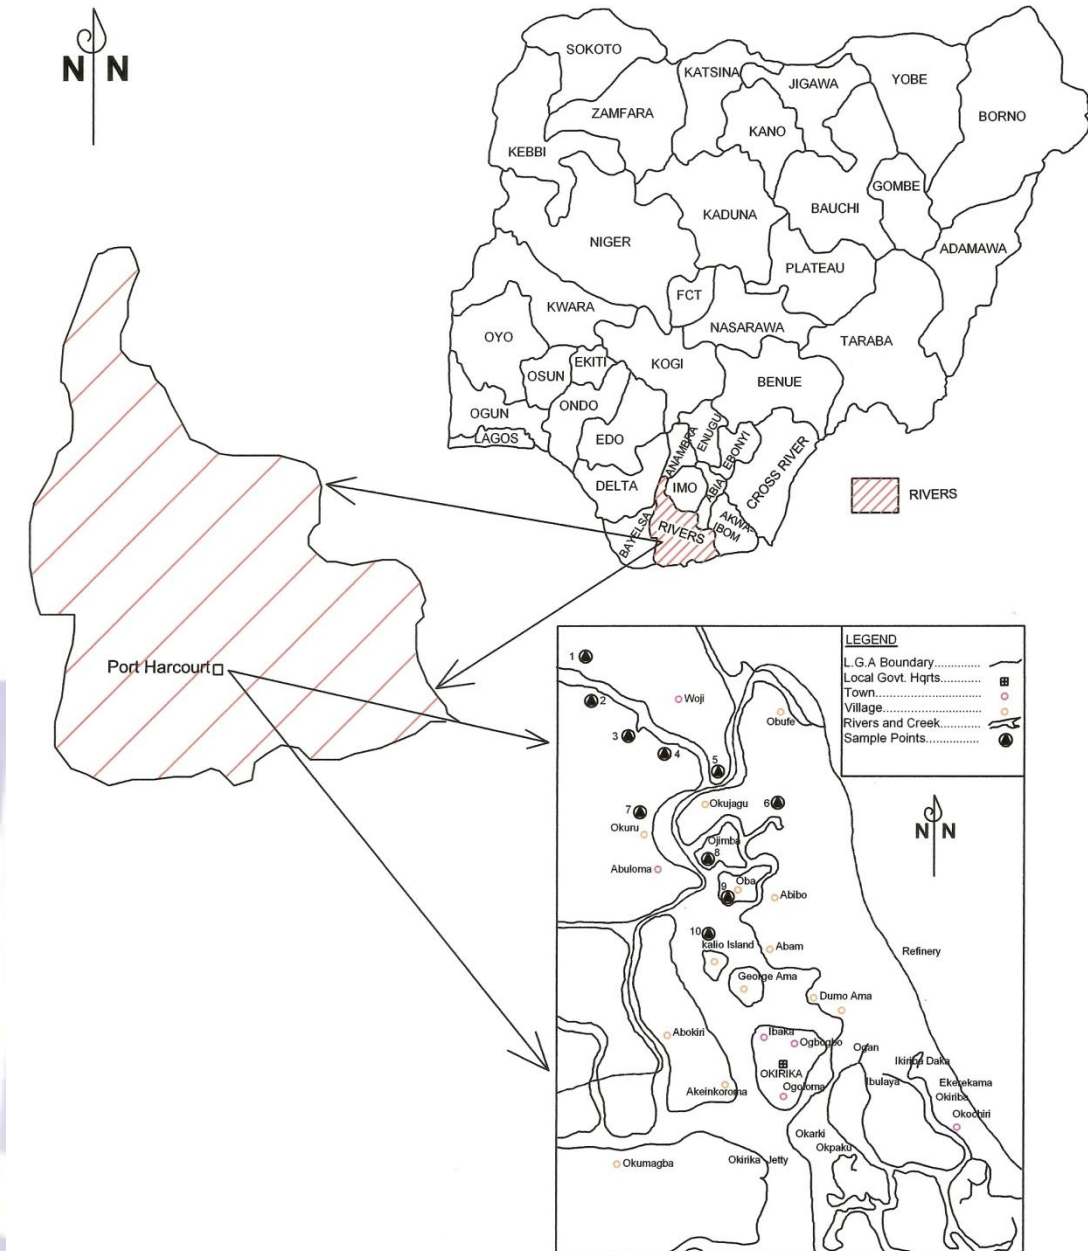 N N
SOKOTO
KATSINA
JIGAWA
YOBE
BORNO
ZAMFARA
KANO
KEBBI
GOMBE
BAUCHI
KADUNA
NIGER
ADAMAWA
PLATEAU
FCT
KWARA
NASARAWA
OYO
TARABA
KOGI
EKITI
OSUN
BENUE
ONDO
OGUN
LAGOS
EDO
ANAMBRA
ENUGU
EBONYI
CROSS RIVER
DELTA
IMO
ABIA
RIVERS
BAYELSA
RIVERS
AKWA-
IBOM
Port Harcourt
LEGEND
L.G.A Boundary.............
Local Govt. Hqrts...........
Town...............................
Village.............................
Rivers and Creek...........
Sample Points...............
1
2
Woji
Obufe
3
4
5
6
Okujagu
7
Okuru
Ojimba
8
Abuloma
Oba
9
Abibo
10
kalio Island
Abam
N N
Refinery
George Ama
Dumo Ama
Abokiri
Ibaka
Ogbogbo
Ogan
OKIRIKA
Ikiriba Daka
Ibulaya
Akeinkoroma
Ogoloma
Eketekama
Okiriba
Okochiri
Okarki
Okpaku
Okumagba
Okirika Jetty